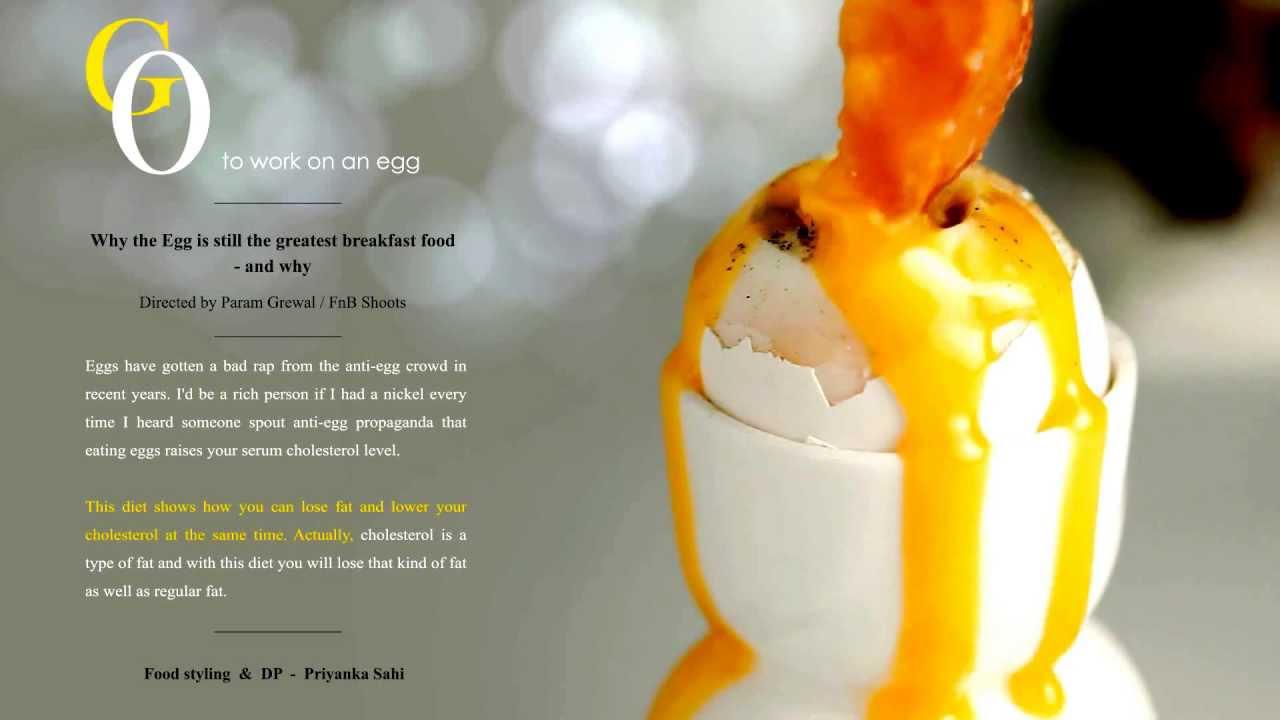 GO to work on an egg
Why the Egg is still the greatest breakfast food
- and why
Directed by Param Grewal / FnB Shoots
Eggs have gotten a bad rap from the anti-egg crowd in
recent years. I'd be a rich person if I had a nickel every
time I heard someone spout anti-egg propaganda that
eating eggs raises your serum cholesterol level.
This diet shows how you can lose fat and lower your
cholesterol at the same time. Actually, cholesterol is a
type of fat and with this diet you will lose that kind of fat
as well as regular fat.
Food styling & DP - Priyanka Sahi